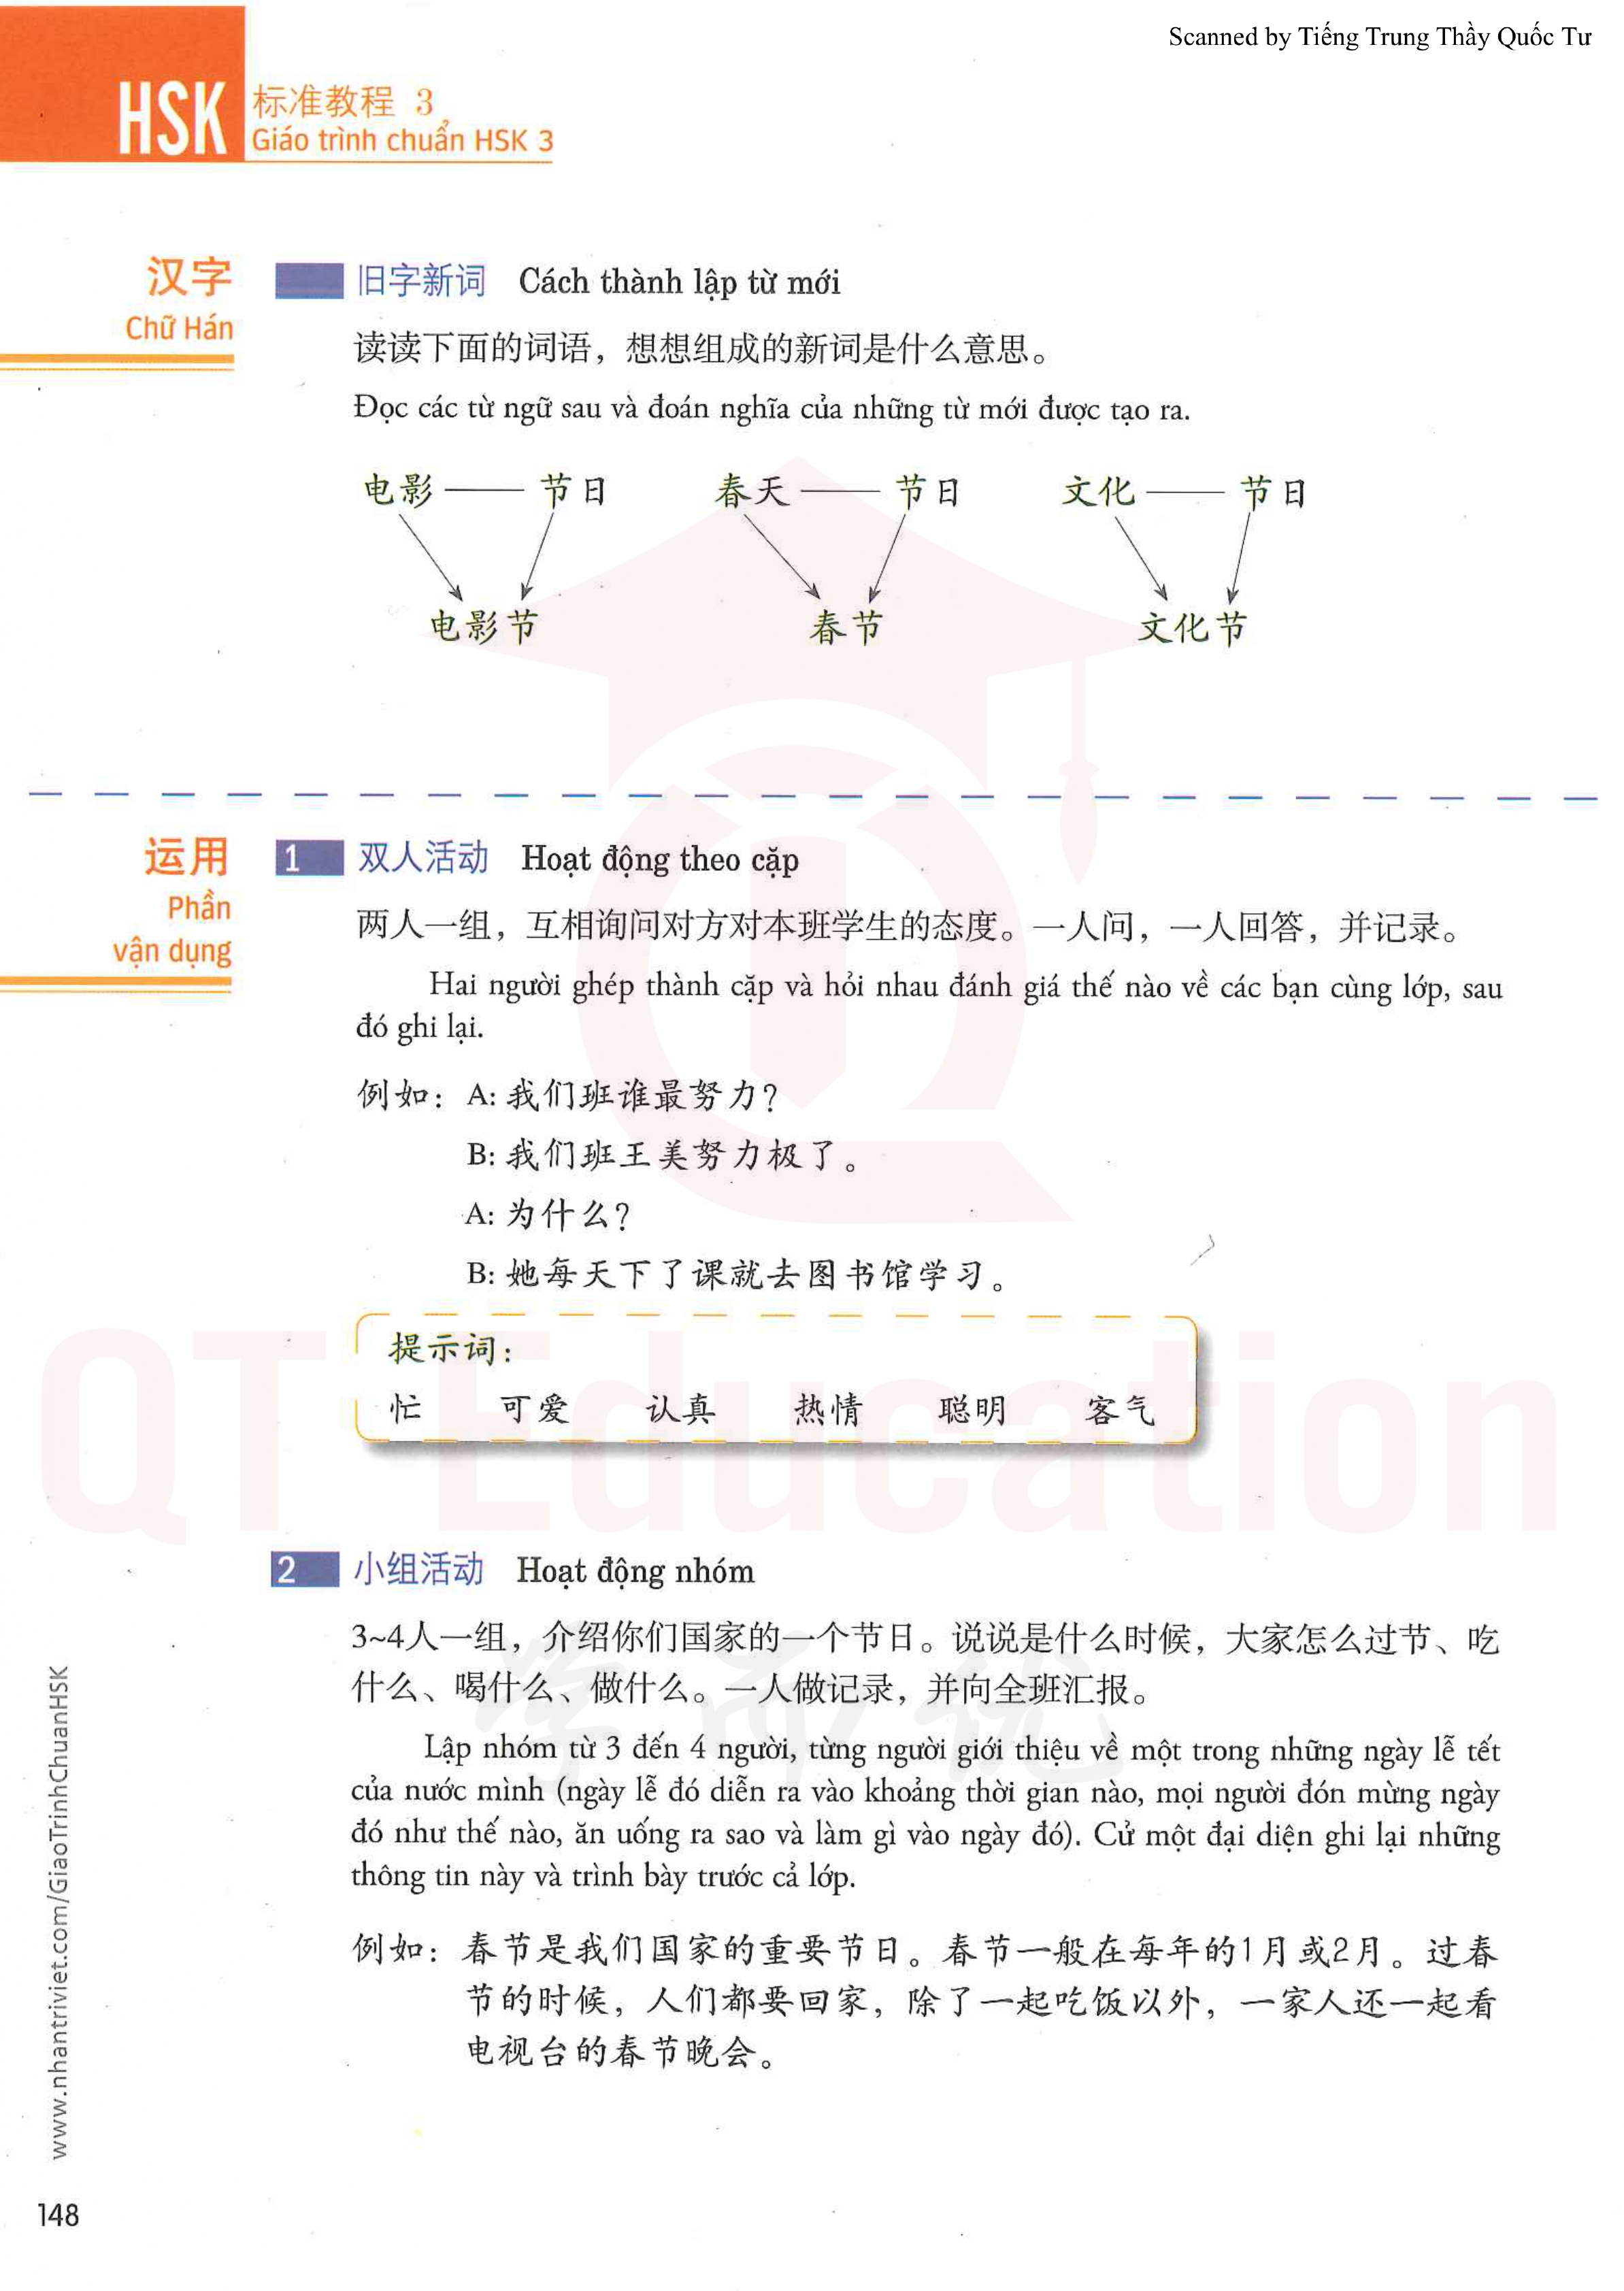 Scanned by Tiếng Trung Thầy Quốc Tư
HSK
标准教程 3
Giáo trình chuẩn HSK 3
汉字
Chữ Hán
旧字新词 Cách thành lập từ mới
读读下面的词语，想想组成的新词是什么意思。
Đọc các từ ngữ sau và đoán nghĩa của những từ mới được tạo ra.
电影 节日 春天 节日 文化 节日
电影节 春节 文化节
运用
Phần
vận dụng
1 双人活动 Hoạt động theo cặp
两人一组，互相询问对方对本班学生的态度。一人问，一人回答，并记录。
Hai người ghép thành cặp và hỏi nhau đánh giá thế nào về các bạn cùng lớp, sau
đó ghi lại.
例如：A: 我们班谁最努力？
B: 我们班王美努力极了。
A: 为什么？
B: 她每天下了课就去图书馆学习。
提示词：
忙 可爱 认真 热情 聪明 客气
QT Education
2 小组活动 Hoạt động nhóm
3~4人一组，介绍你们国家的一个节日。说说是什么时候，大家怎么过节、吃
什么、喝什么、做什么。一人做记录，并向全班汇报。
Lập nhóm từ 3 đến 4 người, từng người giới thiệu về một trong những ngày lễ tết
của nước mình (ngày lễ đó diễn ra vào khoảng thời gian nào, mọi người đón mừng ngày
đó như thế nào, ăn uống ra sao và làm gì vào ngày đó). Cử một đại diện ghi lại những
thông tin này và trình bày trước cả lớp.
例如：春节是我们国家的重要节日。春节一般在每年的1月或2月。过春
节的时候，人们都要回家，除了一起吃饭以外，一家人还一起看
电视台的春节晚会。
学而优
www.nhantriviet.com/GiaoTrinhChuanHSK
148